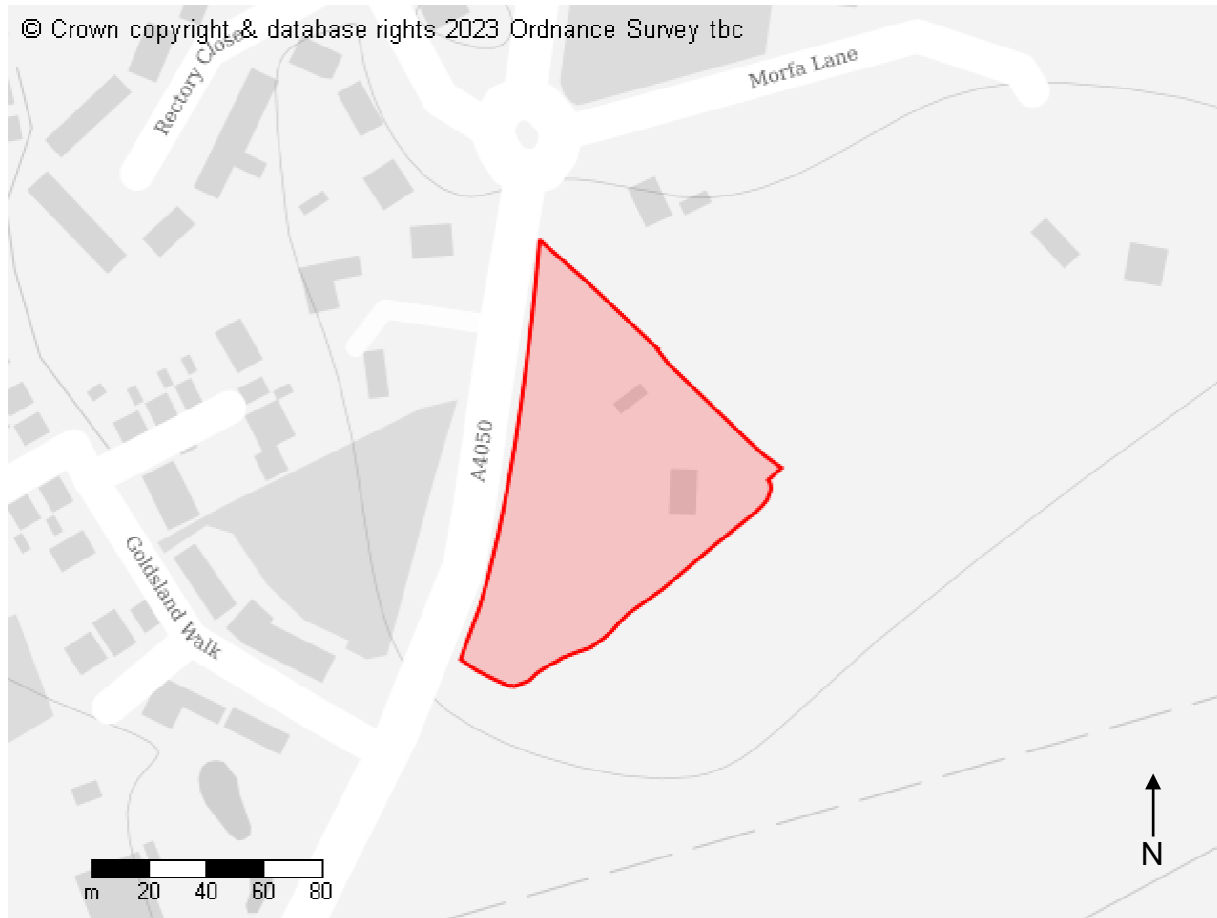 © Crown copyright & database rights 2023 Ordnance Survey tbc
Rectory Close
Morfa Lane
A4050
Goldsland Walk
m 20 40 60 80
N